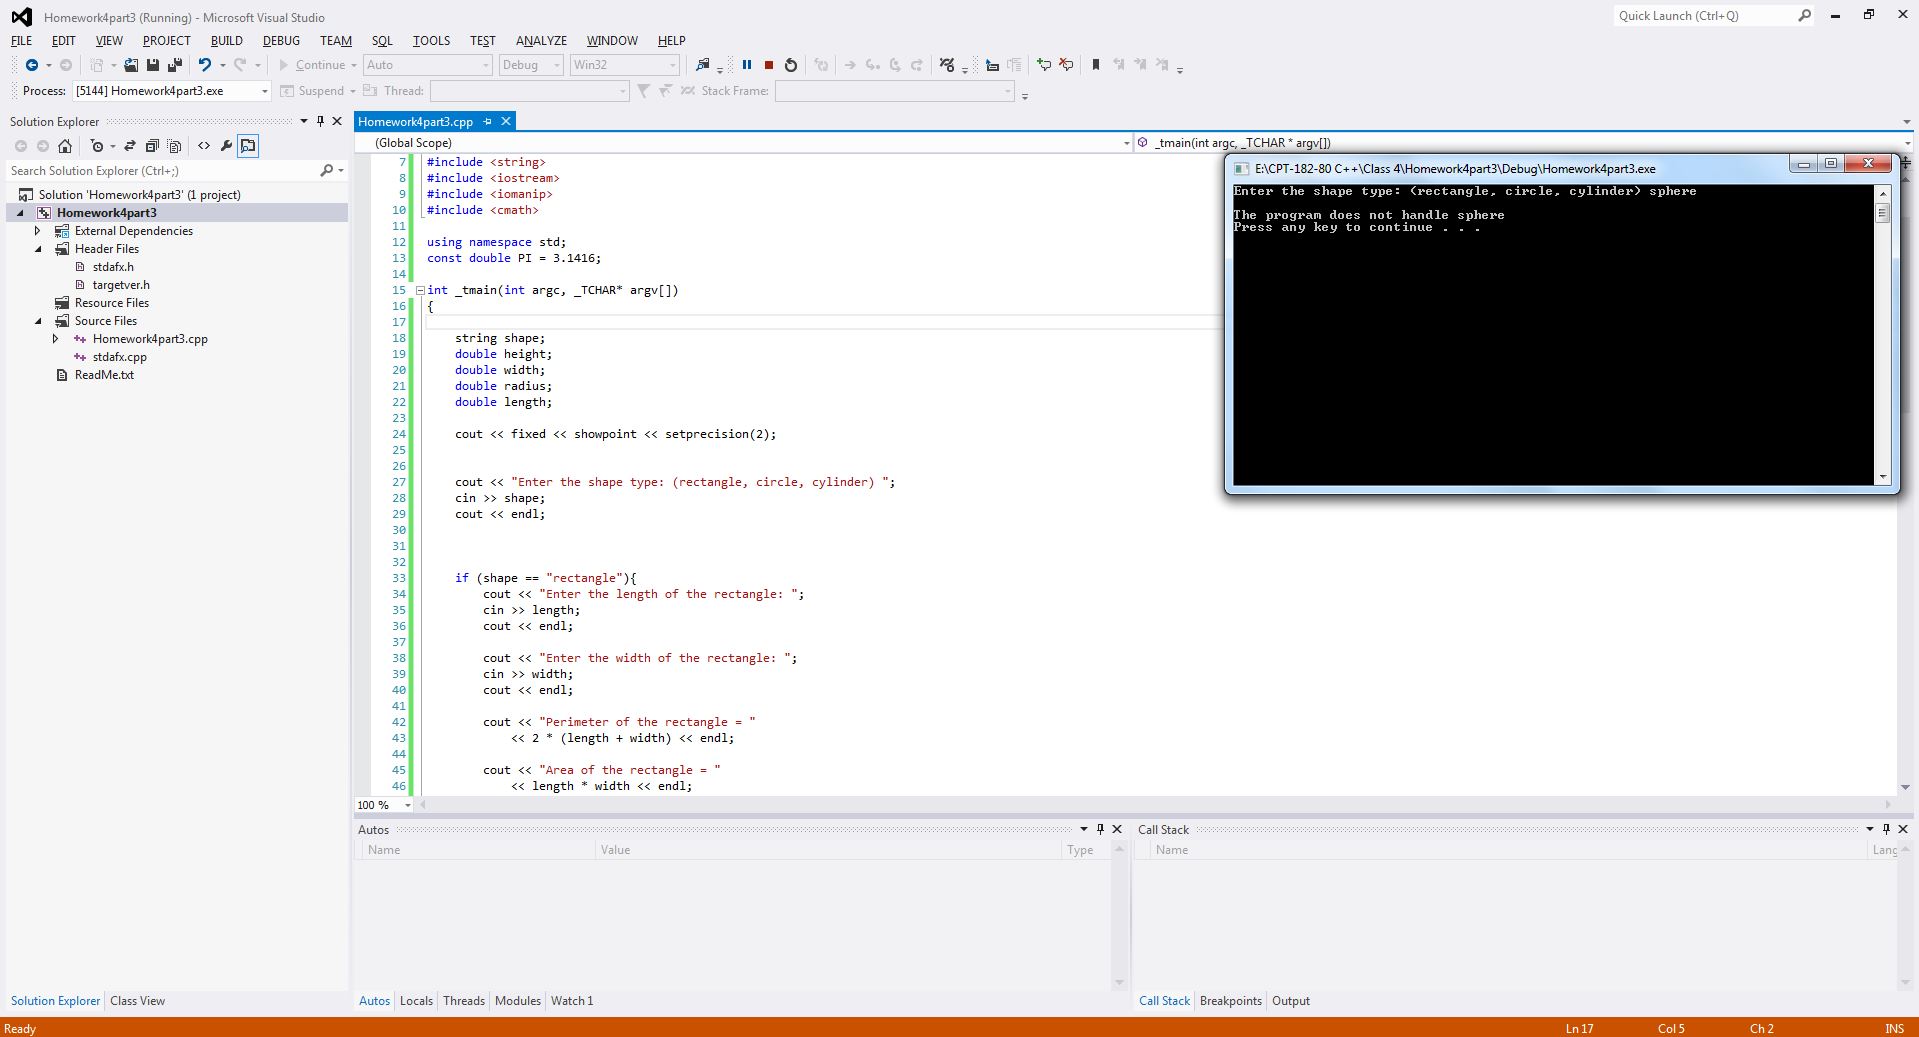 Homework4part3 (Running) - Microsoft Visual Studio
Quick Launch (Ctrl+Q)
FILE EDIT VIEW PROJECT BUILD DEBUG TEAM SQL TOOLS TEST ANALYZE WINDOW HELP
Continue Auto Debug Win32
Process: [5144] Homework4part3.exe Suspend Thread: Stack Frame:
Solution Explorer
Search Solution Explorer (Ctrl+;)
Solution 'Homework4part3' (1 project)
Homework4part3
External Dependencies
Header Files
stdafx.h
targetver.h
Resource Files
Source Files
Homework4part3.cpp
stdafx.cpp
ReadMe.txt
Solution Explorer Class View
Homework4part3.cpp
(Global Scope) _tmain(int argc, _TCHAR * argv[])
7 #include <string>
8 #include <iostream>
9 #include <iomanip>
10 #include <cmath>
11
12 using namespace std;
13 const double PI = 3.1416;
14
15 int _tmain(int argc, _TCHAR* argv[])
16 {
17
18 string shape;
19 double height;
20 double width;
21 double radius;
22 double length;
23
24 cout << fixed << showpoint << setprecision(2);
25
26
27 cout << "Enter the shape type: (rectangle, circle, cylinder) ";
28 cin >> shape;
29 cout << endl;
30
31
32
33 if (shape == "rectangle"){
34 cout << "Enter the length of the rectangle: ";
35 cin >> length;
36 cout << endl;
37
38 cout << "Enter the width of the rectangle: ";
39 cin >> width;
40 cout << endl;
41
42 cout << "Perimeter of the rectangle = "
43 << 2 * (length + width) << endl;
44
45 cout << "Area of the rectangle = "
46 << length * width << endl;
100 %
E:\CPT-182-80 C++\Class 4\Homework4part3\Debug\Homework4part3.exe
Enter the shape type: (rectangle, circle, cylinder) sphere
The program does not handle sphere
Press any key to continue . . .
Autos
Name Value Type
Autos Locals Threads Modules Watch 1
Call Stack
Name Lang
Call Stack Breakpoints Output
Ready Ln 17 Col 5 Ch 2 INS